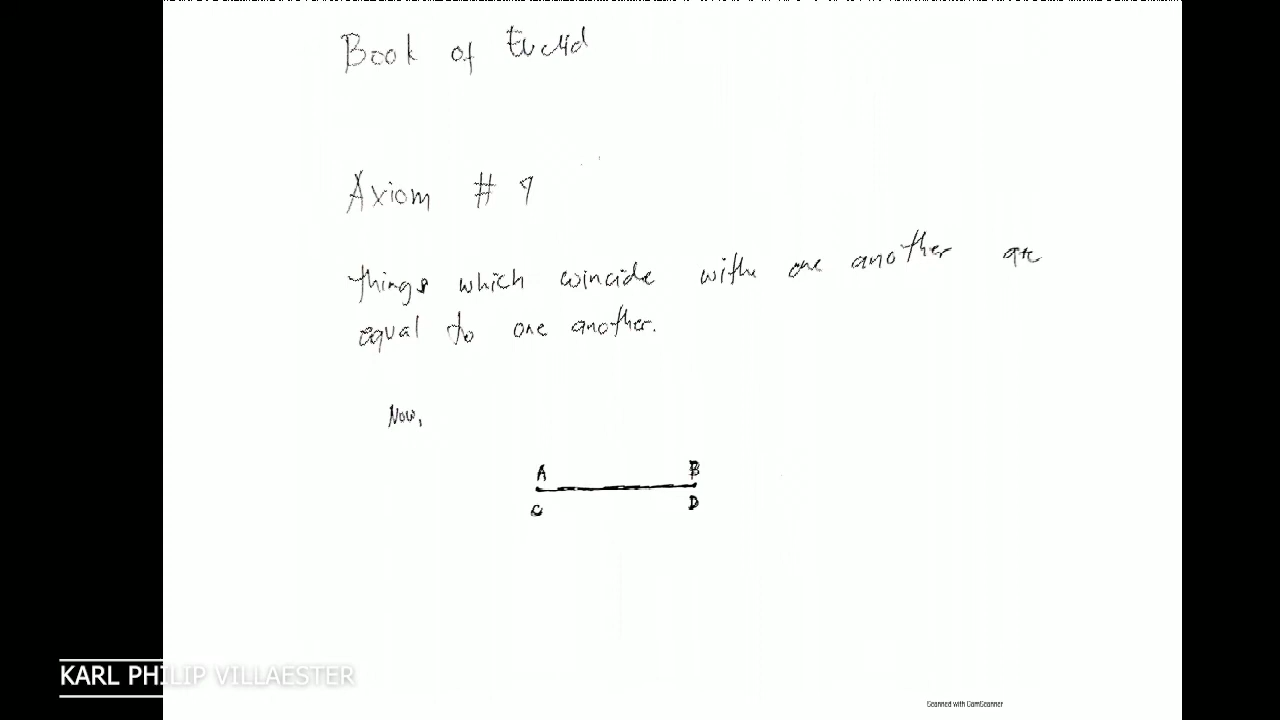 Book of Euclid
Axiom #
things which coincide with one another are
equal to one another.
Now,
A B
C D
KARL PHILIP VILLAESTER
Scanned with CamScanner